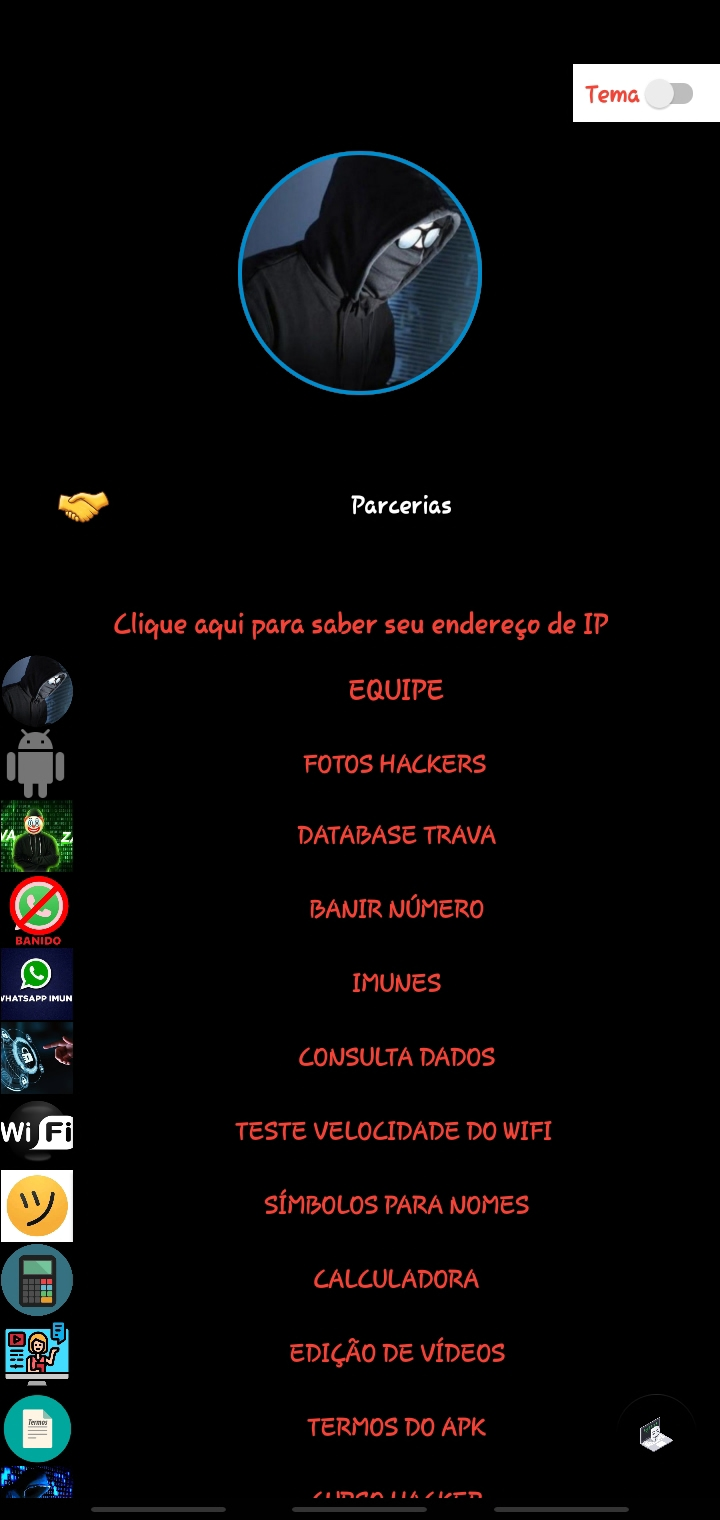 Tema
Parcerias
Clique aqui para saber seu endereço de IP
EQUIPE
FOTOS HACKERS
DATABASE TRAVA
BANIR NÚMERO
BANIDO
IMUNES
WHATSAPP IMUN
CONSULTA DADOS
Wi Fi
TESTE VELOCIDADE DO WIFI
SÍMBOLOS PARA NOMES
CALCULADORA
EDIÇÃO DE VÍDEOS
Termos
TERMOS DO APK
CURSO HACKER